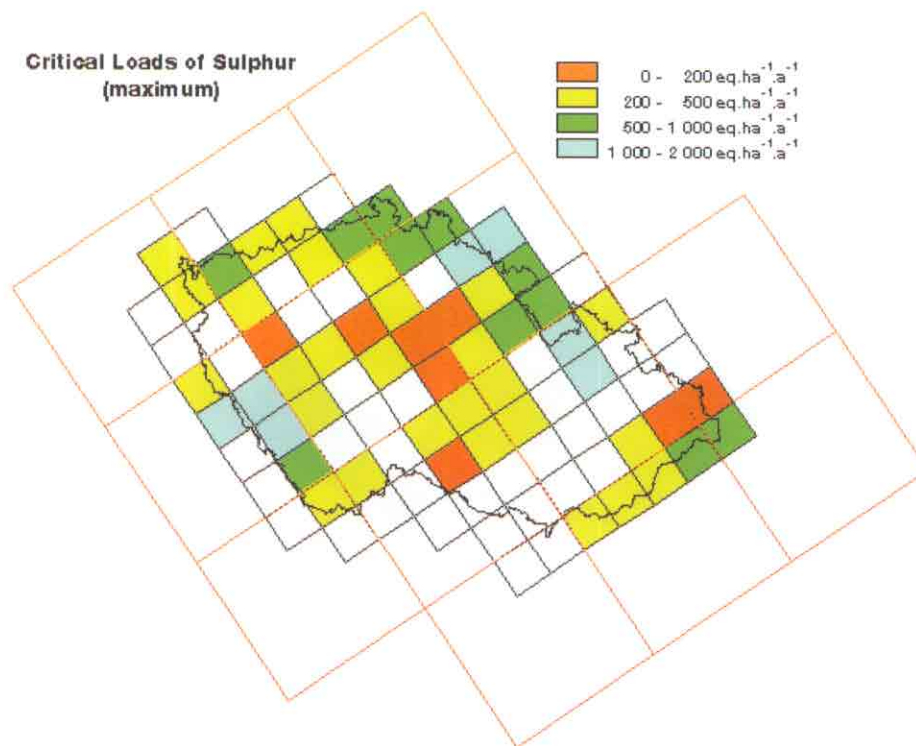 Critical Loads of Sulphur
(maximum)
0 - 200 eq.ha⁻¹.a⁻¹
200 - 500 eq.ha⁻¹.a⁻¹
500 - 1 000 eq.ha⁻¹.a⁻¹
1 000 - 2 000 eq.ha⁻¹.a⁻¹